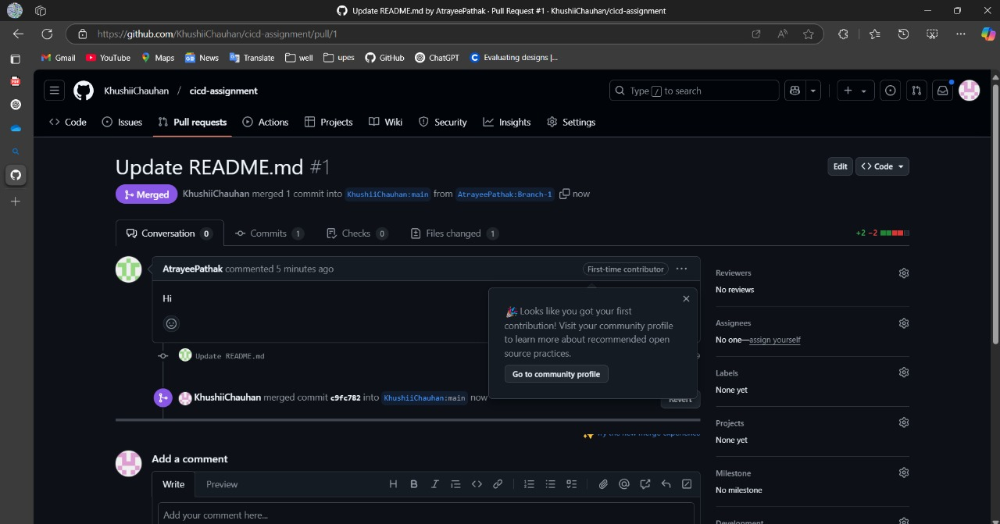 Update README.md by AtrayeePathak · Pull Request #1 · KhushiiChauhan/cicd-assignment
https://github.com/KhushiiChauhan/cicd-assignment/pull/1
Gmail YouTube Maps News Translate well upes GitHub ChatGPT Evaluating designs |...
KhushiiChauhan / cicd-assignment
Type / to search
Code Issues Pull requests Actions Projects Wiki Security Insights Settings
Update README.md #1
Edit <> Code
Merged KhushiiChauhan merged 1 commit into KhushiiChauhan:main from AtrayeePathak:Branch-1 now
Conversation 0 Commits 1 Checks 0 Files changed 1
+2 −2
AtrayeePathak commented 5 minutes ago
First-time contributor ...
Hi
🎉 Looks like you got your first
contribution! Visit your community profile
to learn more about recommended open
source practices.
Go to community profile
Update README.md
KhushiiChauhan merged commit c9fc782 into KhushiiChauhan:main now
Revert
Try the new merge experience
Add a comment
Write Preview
Add your comment here...
Reviewers
No reviews
Assignees
No one—assign yourself
Labels
None yet
Projects
None yet
Milestone
No milestone
Development